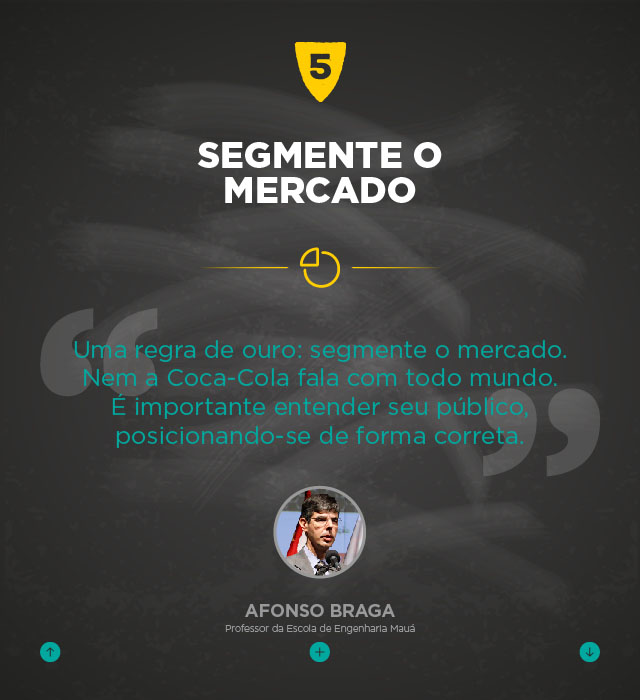 5
SEGMENTE O
MERCADO
“
Uma regra de ouro: segmente o mercado.
Nem a Coca-Cola fala com todo mundo.
É importante entender seu público,
posicionando-se de forma correta.
”
AFONSO BRAGA
Professor da Escola de Engenharia Mauá